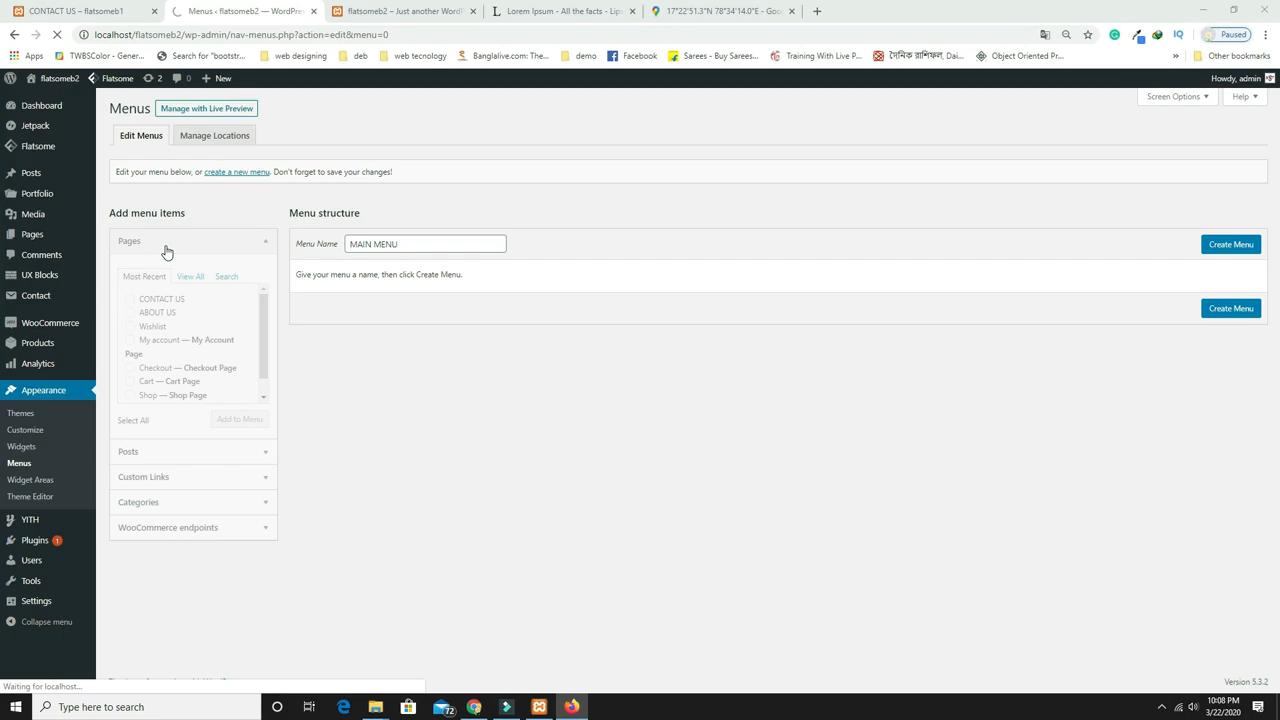 CONTACT US – flatsomeb2
Menus ‹ flatsomeb2 — WordPre
flatsomeb2 – Just another WordPr
Lorem Ipsum - All the facts - Lips
17°22'51.3"N 78°34'14.0"E - Goo
localhost/flatsomeb2/wp-admin/nav-menus.php?action=edit&menu=0
Paused
Apps
TWBSColor - Gener...
Search for "bootstr...
demo
web
web tecnology
Banglalive.com: The...
demo
Facebook
Sarees – Buy Sarees...
Training With Live P...
দৈনিক রাশিফল, Dai...
Object Oriented Pro...
Other bookmarks
flatsomeb2
Flatsome
2
0
New
Howdy, admin
Dashboard
Jetpack
Flatsome
Posts
Portfolio
Media
Pages
Comments
UX Blocks
Contact
WooCommerce
Products
Analytics
Appearance
Themes
Customize
Widgets
Menus
Widget Areas
Theme Editor
YITH
Plugins 1
Users
Tools
Settings
Collapse menu
Menus
Manage with Live Preview
Screen Options
Help
Edit Menus
Manage Locations
Edit your menu below, or create a new menu. Don't forget to save your changes!
Add menu items
Pages
Most Recent
View All
Search
CONTACT US
ABOUT US
Wishlist
My account — My Account
Page
Checkout — Checkout Page
Cart — Cart Page
Shop — Shop Page
Select All
Add to Menu
Posts
Custom Links
Categories
WooCommerce endpoints
Menu structure
Menu Name
MAIN MENU
Create Menu
Give your menu a name, then click Create Menu.
Create Menu
Version 5.3.2
Waiting for localhost...
Type here to search
72
10:08 PM
3/22/2020